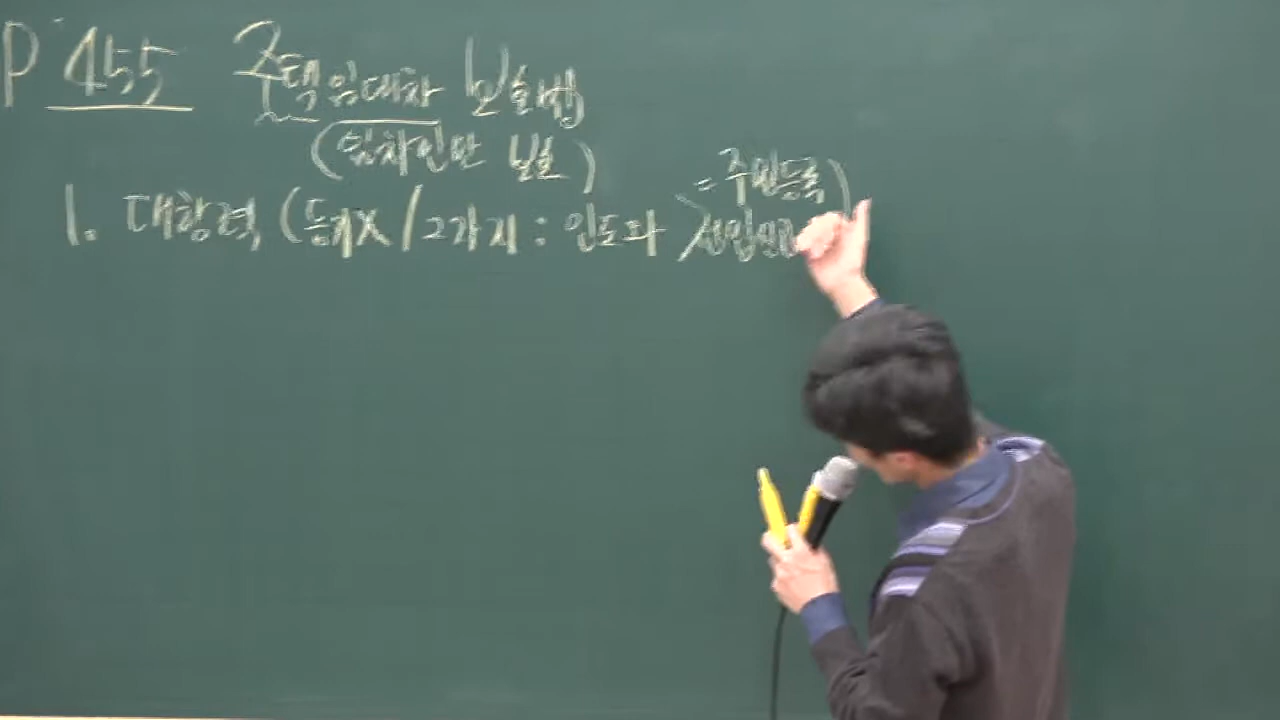 P 455 주택임대차 보호법
(임차인만 보호)
= 주민등록)
1. 대항력 (등기X / 2가지 : 인도와 전입신고